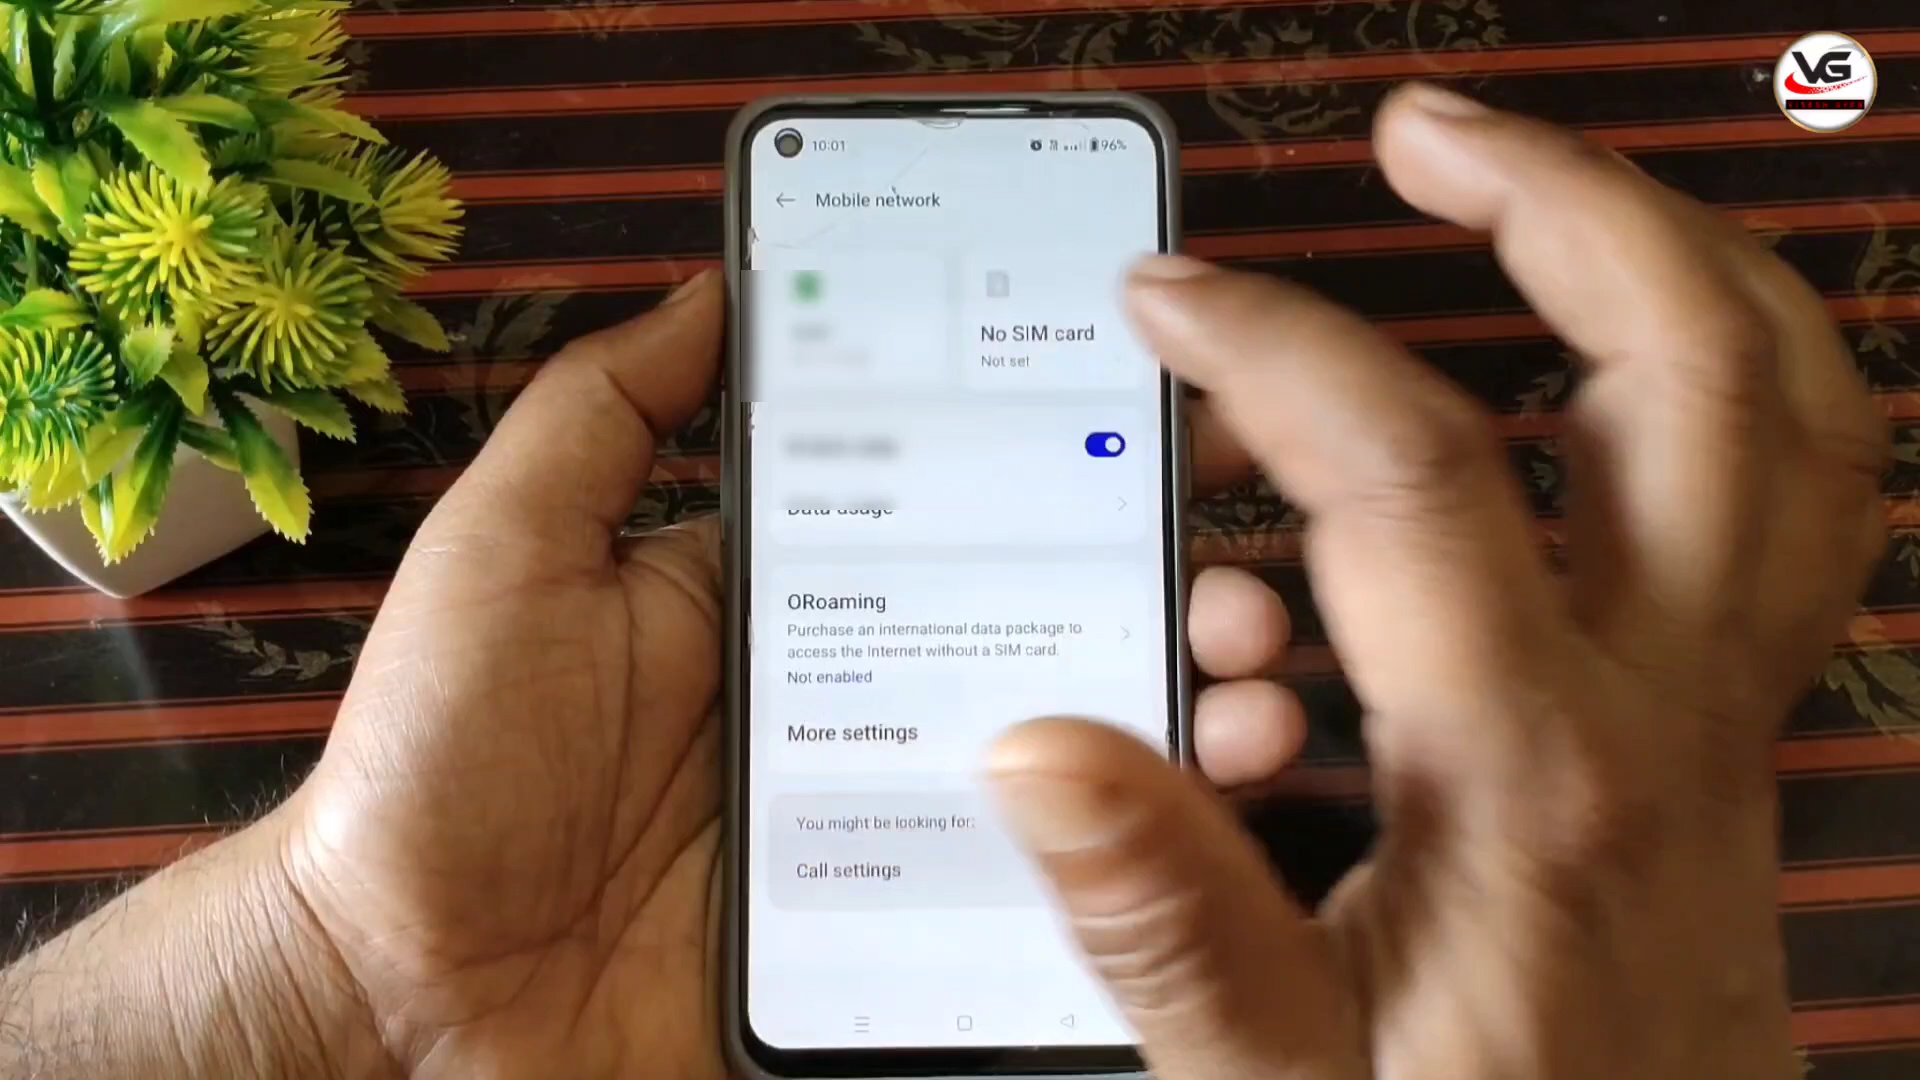 VG
10:01
96%
Mobile network
No SIM card
Not set
Data usage
ORoaming
Purchase an international data package to
access the Internet without a SIM card.
Not enabled
More settings
You might be looking for:
Call settings